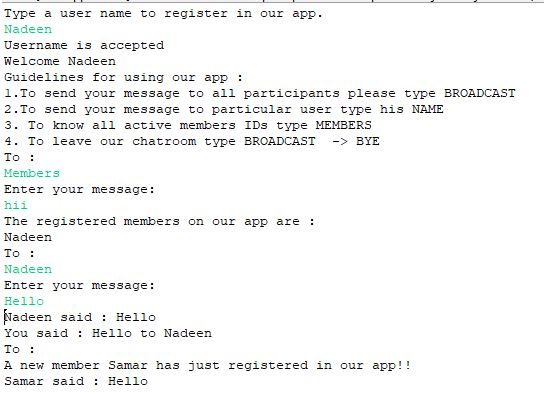 Type a user name to register in our app.
Nadeen
Username is accepted
Welcome Nadeen
Guidelines for using our app :
1.To send your message to all participants please type BROADCAST
2.To send your message to particular user type his NAME
3. To know all active members IDs type MEMBERS
4. To leave our chatroom type BROADCAST  -> BYE
To :
Members
Enter your message:
hii
The registered members on our app are :
Nadeen
To :
Nadeen
Enter your message:
Hello
Nadeen said : Hello
You said : Hello to Nadeen
To :
A new member Samar has just registered in our app!!
Samar said : Hello